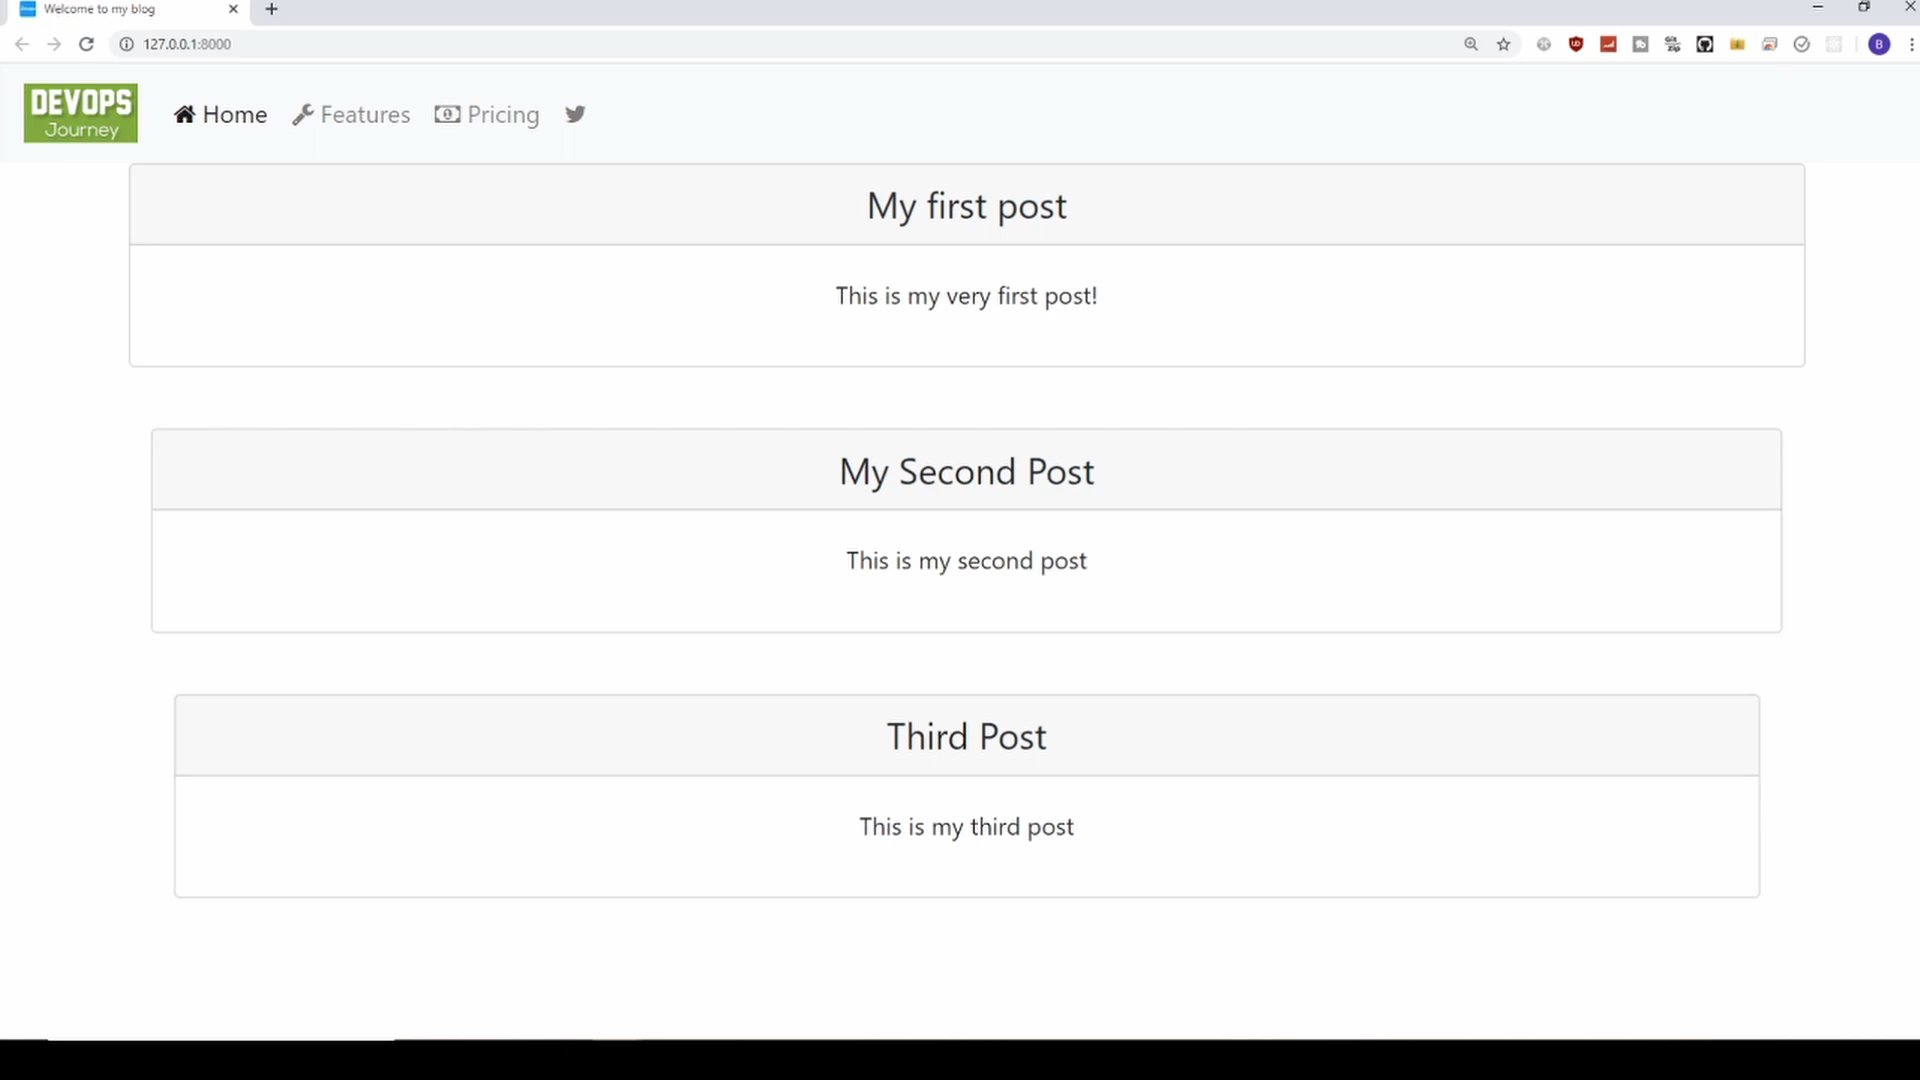 Welcome to my blog
127.0.0.1:8000
B
DEVOPS
Journey
Home Features Pricing
My first post
This is my very first post!
My Second Post
This is my second post
Third Post
This is my third post